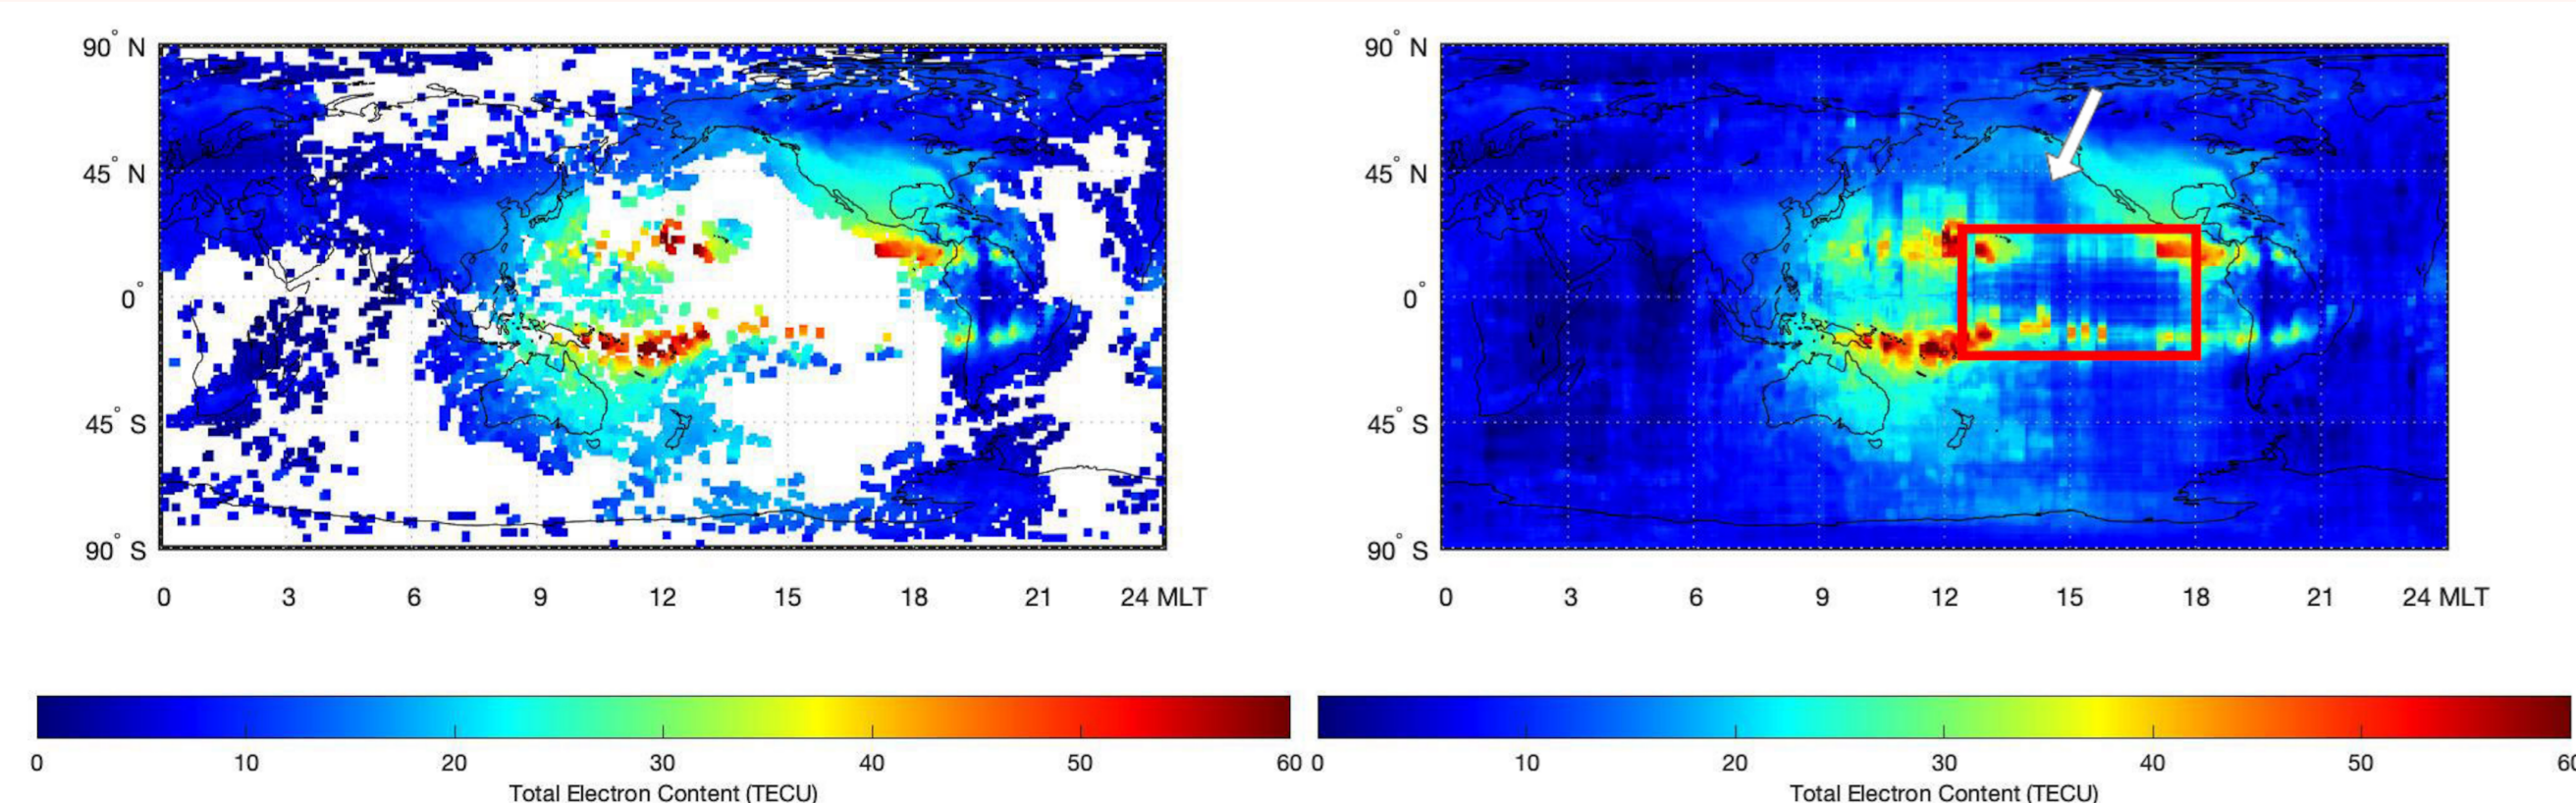 90° N
45° N
0°
45° S
90° S
0 3 6 9 12 15 18 21 24 MLT
0 10 20 30 40 50 60
Total Electron Content (TECU)
90° N
45° N
0°
45° S
90° S
0 3 6 9 12 15 18 21 24 MLT
0 10 20 30 40 50 60
Total Electron Content (TECU)